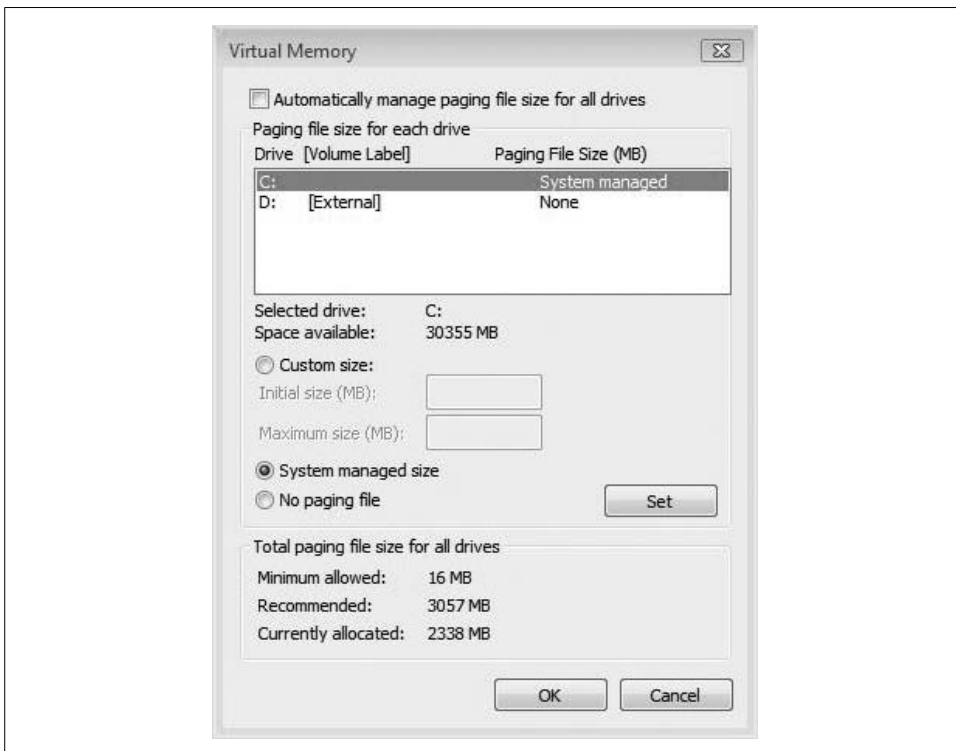 Virtual Memory
Automatically manage paging file size for all drives
Paging file size for each drive
Drive [Volume Label] Paging File Size (MB)
C: System managed
D: [External] None
Selected drive: C:
Space available: 30355 MB
Custom size:
Initial size (MB):
Maximum size (MB):
System managed size
No paging file
Set
Total paging file size for all drives
Minimum allowed: 16 MB
Recommended: 3057 MB
Currently allocated: 2338 MB
OK Cancel